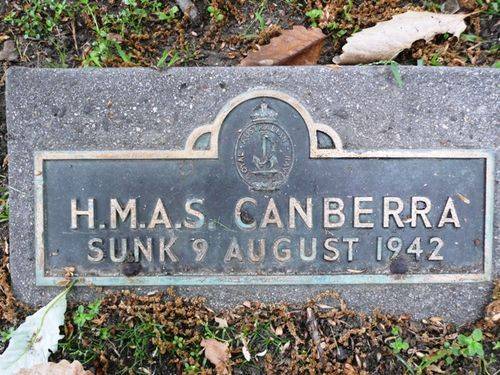 H.M.A.S. CANBERRA
SUNK 9 AUGUST 1942